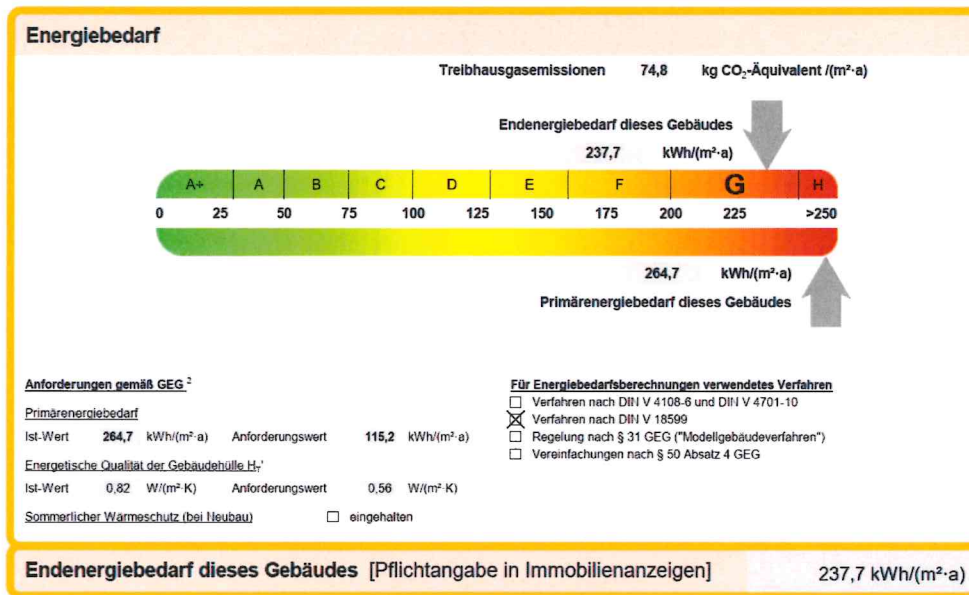 Energiebedarf
Treibhausgasemissionen 74,8 kg CO₂-Äquivalent /(m²·a)
Endenergiebedarf dieses Gebäudes
237,7 kWh/(m²·a)
A+ A B C D E F G H
0 25 50 75 100 125 150 175 200 225 >250
264,7 kWh/(m²·a)
Primärenergiebedarf dieses Gebäudes
Anforderungen gemäß GEG ²
Primärenergiebedarf
Ist-Wert 264,7 kWh/(m²·a) Anforderungswert 115,2 kWh/(m²·a)
Energetische Qualität der Gebäudehülle H_T'
Ist-Wert 0,82 W/(m²·K) Anforderungswert 0,56 W/(m²·K)
Sommerlicher Wärmeschutz (bei Neubau) ☐ eingehalten
Für Energiebedarfsberechnungen verwendetes Verfahren
☐ Verfahren nach DIN V 4108-6 und DIN V 4701-10
☒ Verfahren nach DIN V 18599
☐ Regelung nach § 31 GEG ("Modellgebäudeverfahren")
☐ Vereinfachungen nach § 50 Absatz 4 GEG
Endenergiebedarf dieses Gebäudes [Pflichtangabe in Immobilienanzeigen] 237,7 kWh/(m²·a)